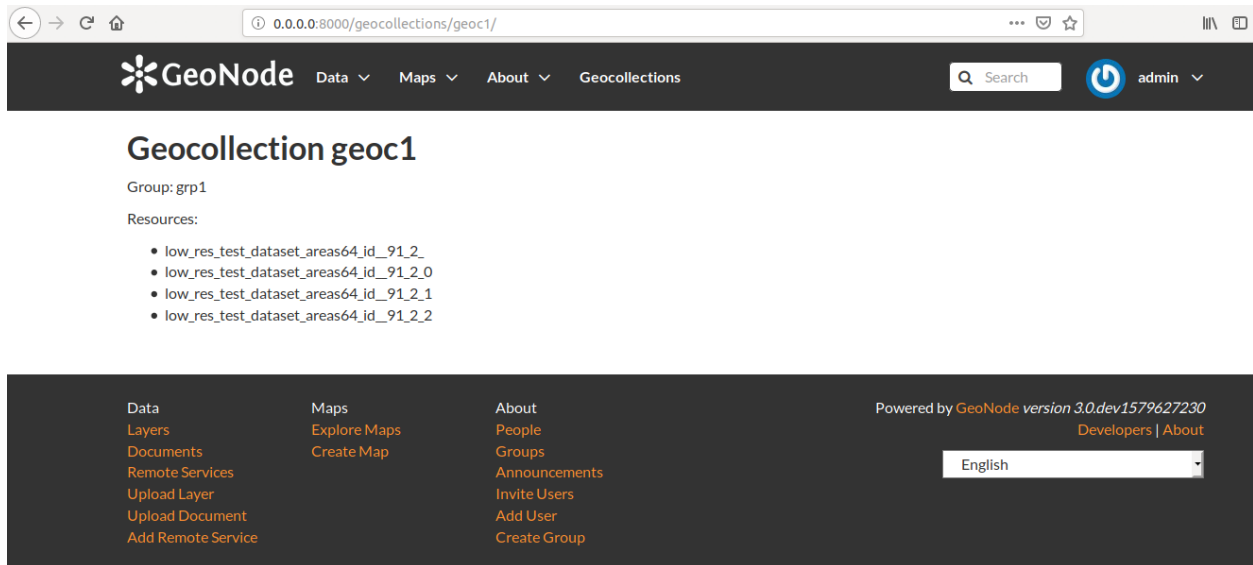 0.0.0.0:8000/geocollections/geoc1/
GeoNode Data Maps About Geocollections Search admin
Geocollection geoc1
Group: grp1
Resources:
low_res_test_dataset_areas64_id__91_2_
low_res_test_dataset_areas64_id__91_2_0
low_res_test_dataset_areas64_id__91_2_1
low_res_test_dataset_areas64_id__91_2_2
Data
Layers
Documents
Remote Services
Upload Layer
Upload Document
Add Remote Service
Maps
Explore Maps
Create Map
About
People
Groups
Announcements
Invite Users
Add User
Create Group
Powered by GeoNode version 3.0.dev1579627230
Developers | About
English